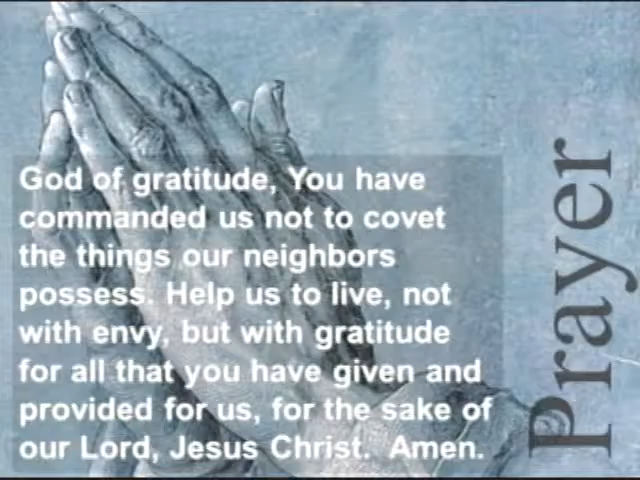 God of gratitude, You have
commanded us not to covet
the things our neighbors
possess. Help us to live, not
with envy, but with gratitude
for all that you have given and
provided for us, for the sake of
our Lord, Jesus Christ.  Amen.
Prayer